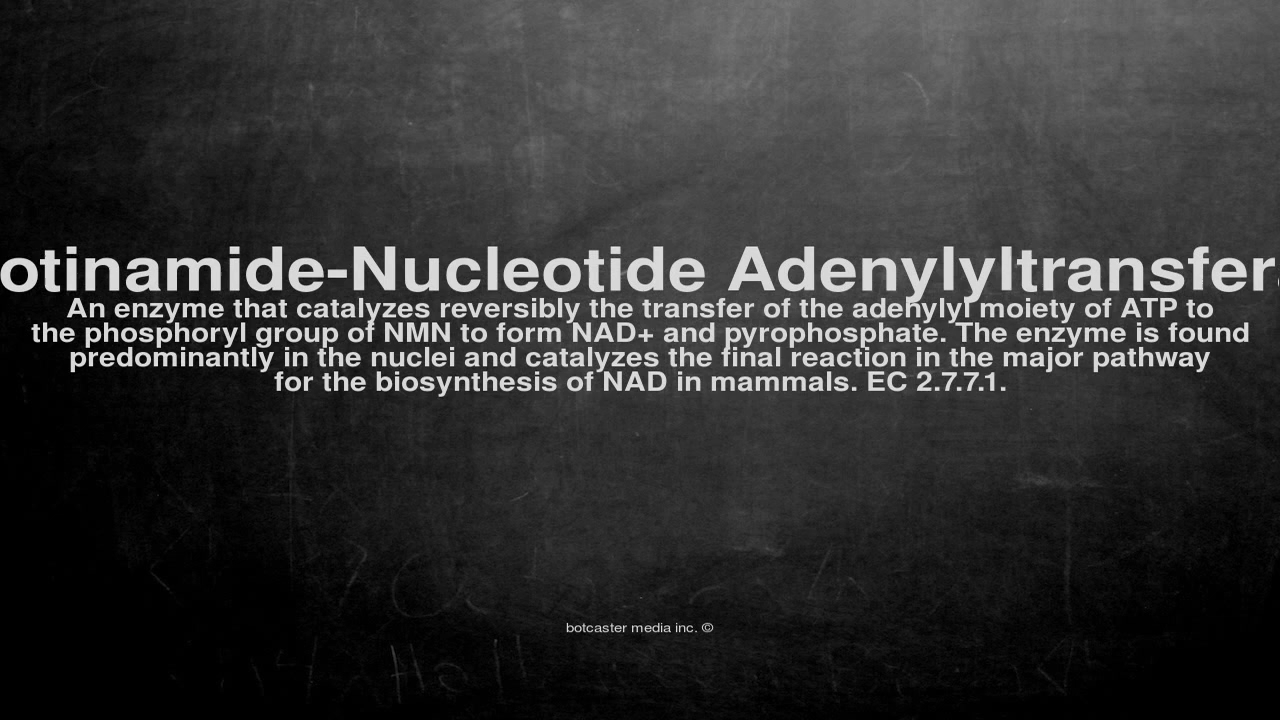 otinamide-Nucleotide Adenylyltransfer
An enzyme that catalyzes reversibly the transfer of the adenylyl moiety of ATP to
the phosphoryl group of NMN to form NAD+ and pyrophosphate. The enzyme is found
predominantly in the nuclei and catalyzes the final reaction in the major pathway
for the biosynthesis of NAD in mammals. EC 2.7.7.1.
botcaster media inc. ©